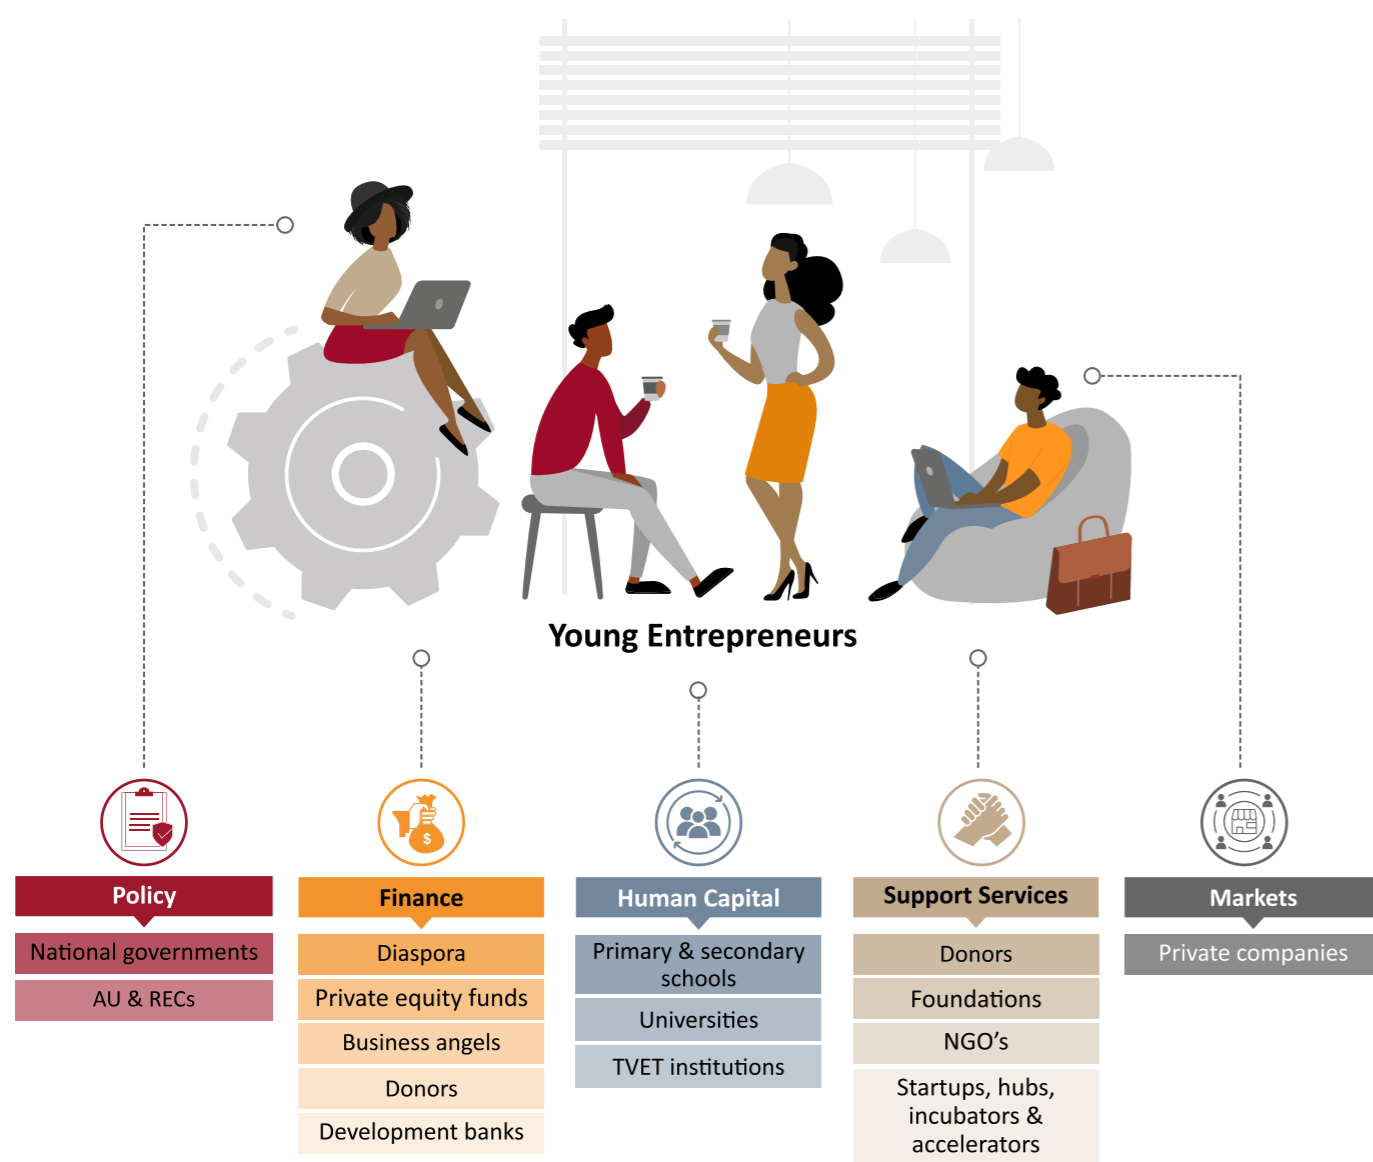 Young Entrepreneurs
$
Policy
National governments
AU & RECs
Finance
Diaspora
Private equity funds
Business angels
Donors
Development banks
Human Capital
Primary & secondary
schools
Universities
TVET institutions
Support Services
Donors
Foundations
NGO’s
Startups, hubs,
incubators &
accelerators
Markets
Private companies